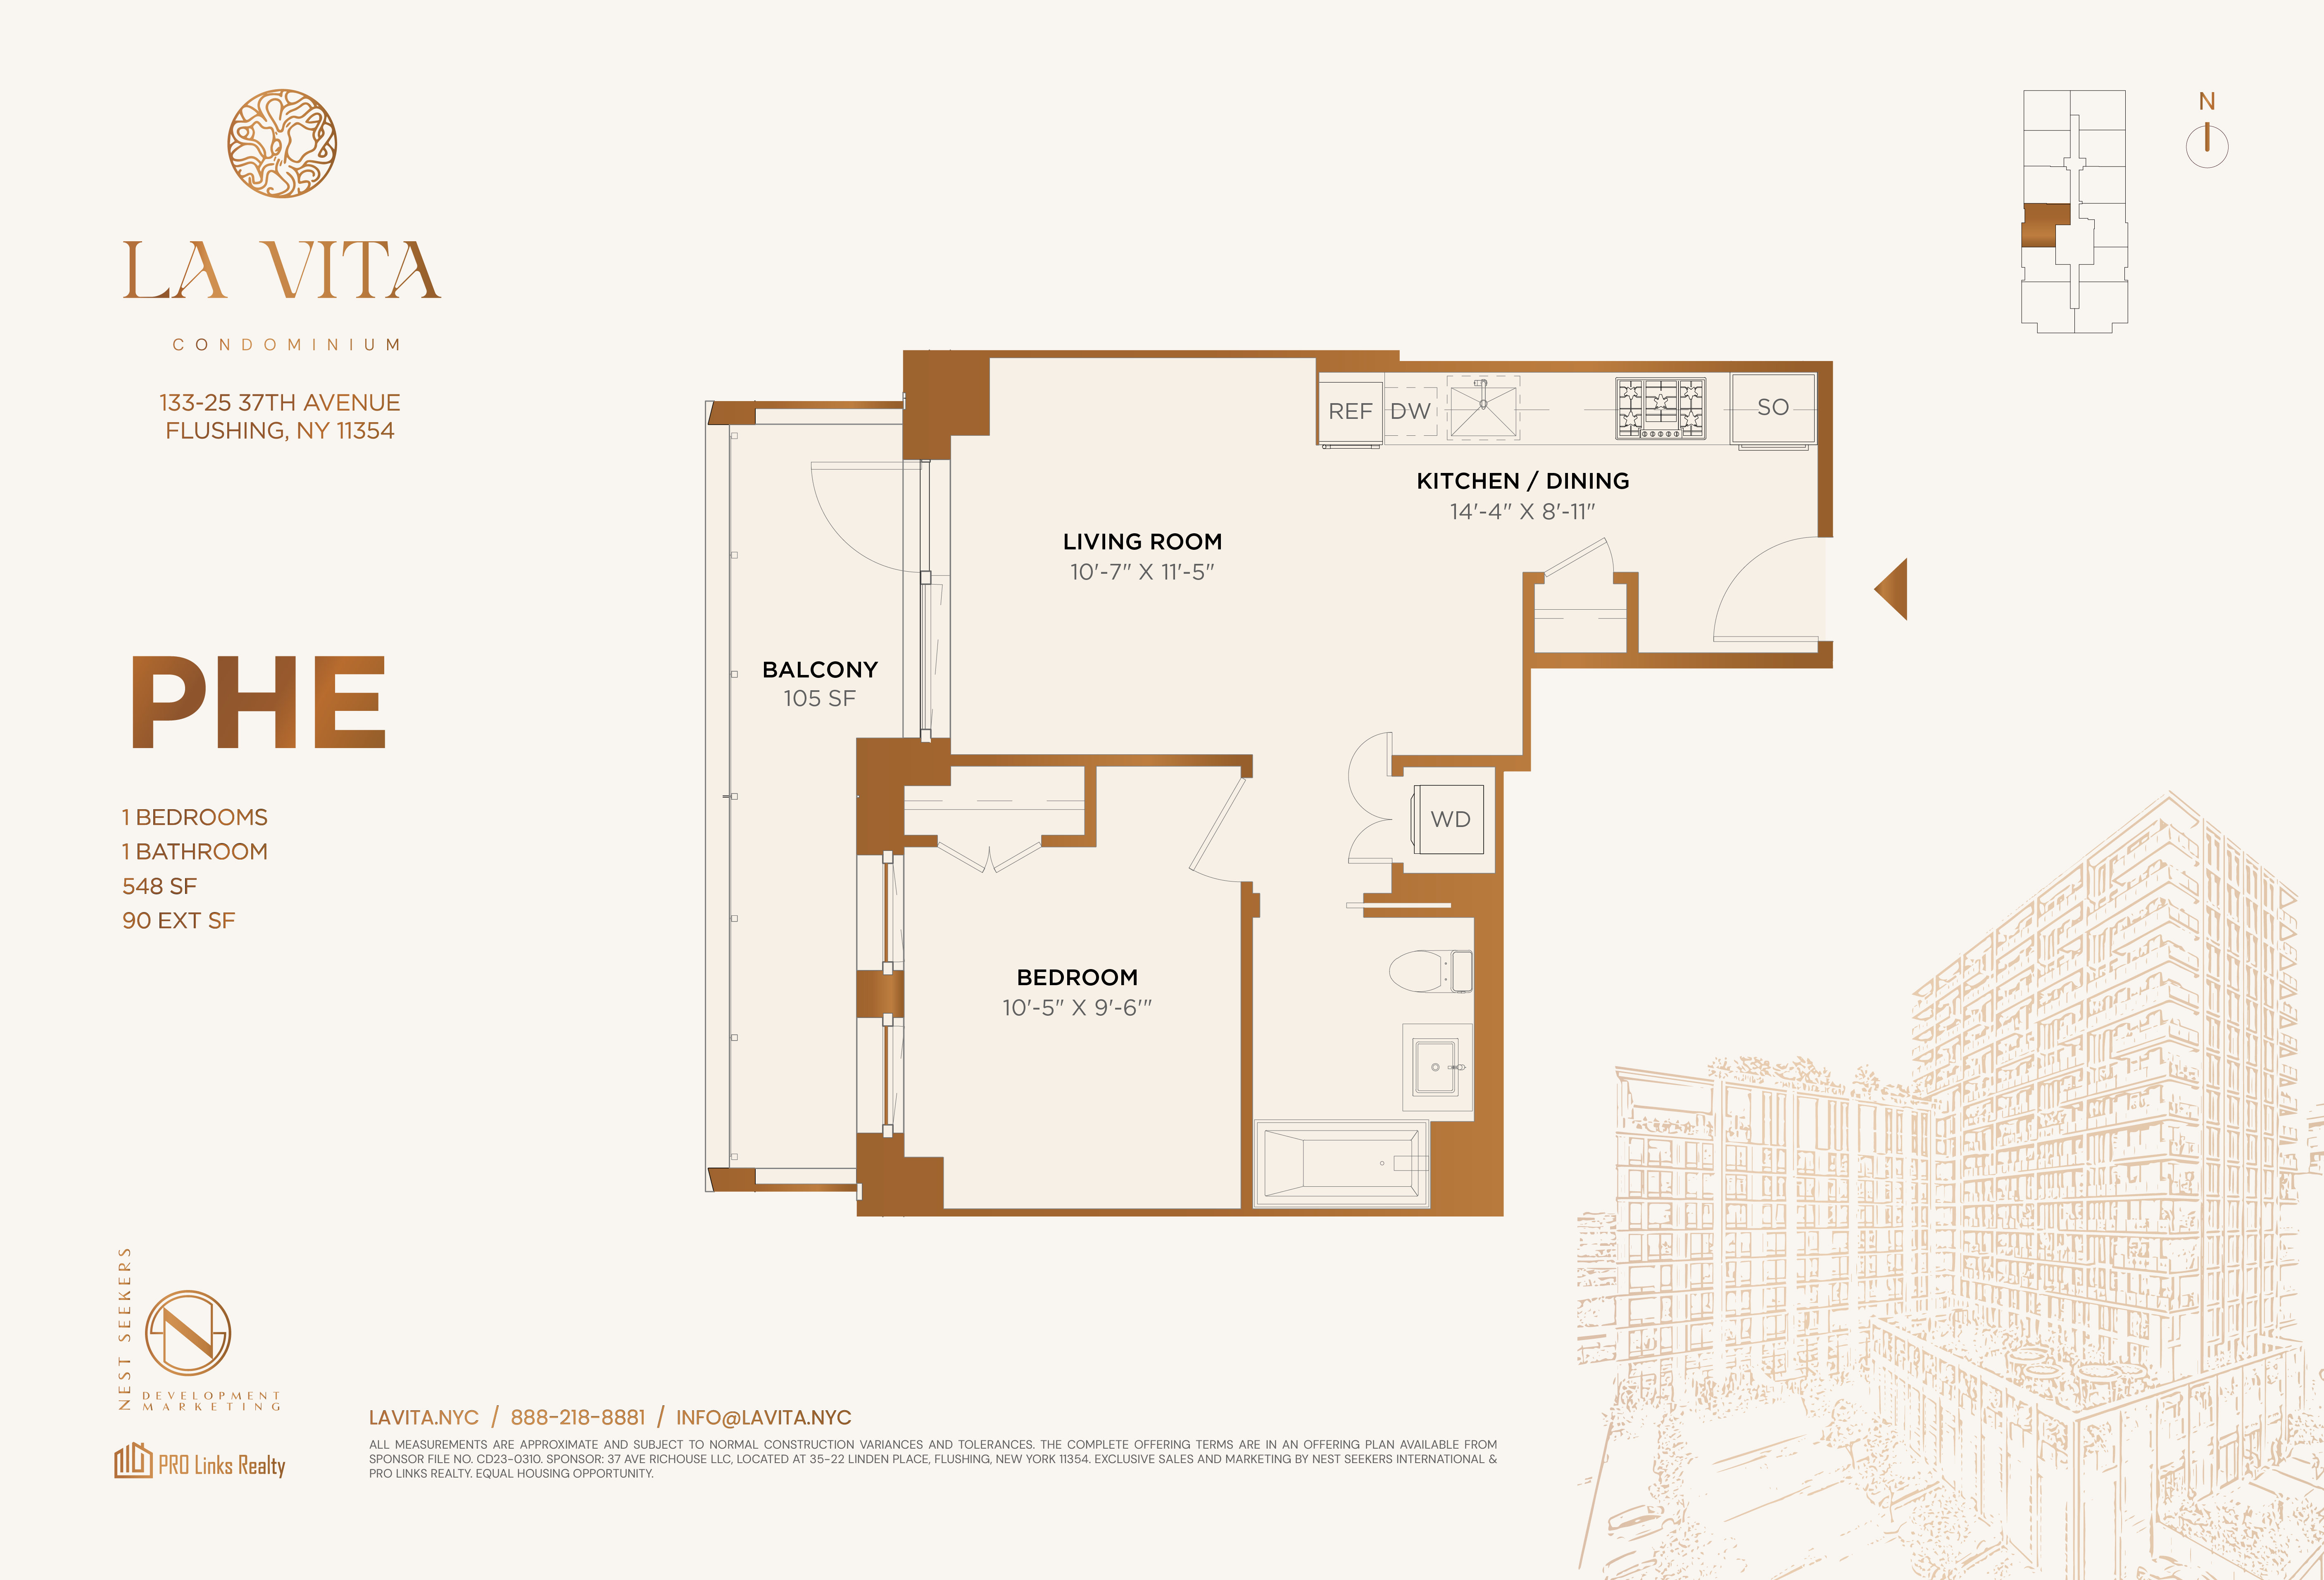 LA VITA
CONDOMINIUM
133-25 37TH AVENUE
FLUSHING, NY 11354
N
PHE
1 BEDROOMS
1 BATHROOM
548 SF
90 EXT SF
REF
DW
SO
KITCHEN / DINING
14'-4" X 8'-11"
LIVING ROOM
10'-7" X 11'-5"
BALCONY
105 SF
WD
BEDROOM
10'-5" X 9'-6'"
NEST SEEKERS
N
DEVELOPMENT
MARKETING
PRO Links Realty
LAVITA.NYC / 888-218-8881 / INFO@LAVITA.NYC
ALL MEASUREMENTS ARE APPROXIMATE AND SUBJECT TO NORMAL CONSTRUCTION VARIANCES AND TOLERANCES. THE COMPLETE OFFERING TERMS ARE IN AN OFFERING PLAN AVAILABLE FROM
SPONSOR FILE NO. CD23-0310. SPONSOR: 37 AVE RICHOUSE LLC, LOCATED AT 35-22 LINDEN PLACE, FLUSHING, NEW YORK 11354. EXCLUSIVE SALES AND MARKETING BY NEST SEEKERS INTERNATIONAL &
PRO LINKS REALTY. EQUAL HOUSING OPPORTUNITY.